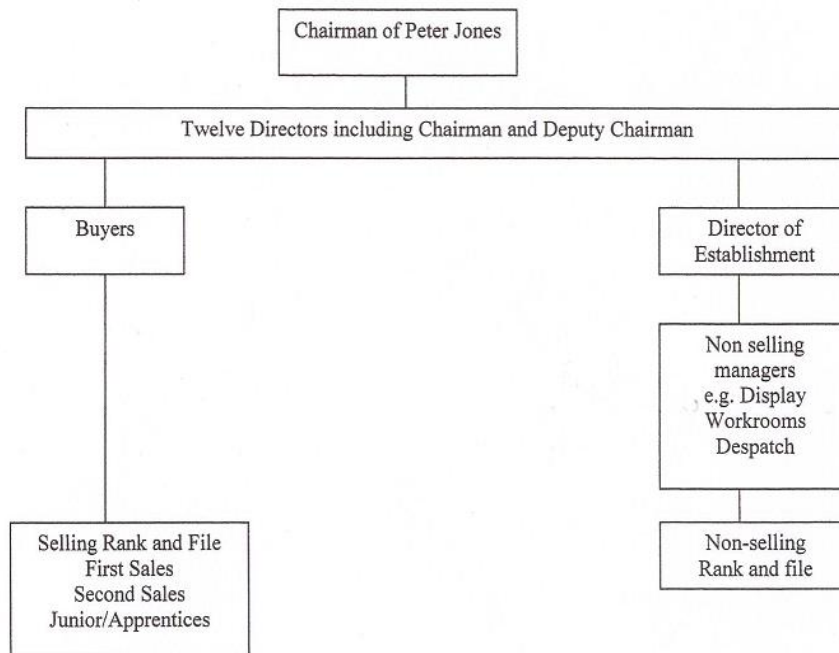 Chairman of Peter Jones
Twelve Directors including Chairman and Deputy Chairman
Buyers
Director of
Establishment
Non selling
managers
e.g. Display
Workrooms
Despatch
Selling Rank and File
First Sales
Second Sales
Junior/Apprentices
Non-selling
Rank and file